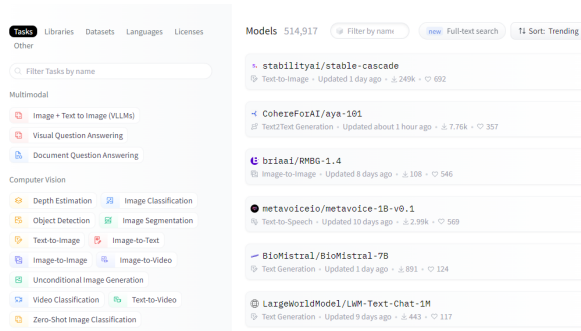 Tasks Libraries Datasets Languages Licenses
Other
Filter Tasks by name
Multimodal
Image + Text to Image (VLLMs)
Visual Question Answering
Document Question Answering
Computer Vision
Depth Estimation Image Classification
Object Detection Image Segmentation
Text-to-Image Image-to-Text
Image-to-Image Image-to-Video
Unconditional Image Generation
Video Classification Text-to-Video
Zero-Shot Image Classification
Models 514,917 Filter by name new Full-text search Sort: Trending
stabilityai/stable-cascade
Text-to-Image • Updated 1 day ago • 249k • 692
CohereForAI/aya-101
Text2Text Generation • Updated about 1 hour ago • 7.76k • 357
briaai/RMBG-1.4
Image-to-Image • Updated 8 days ago • 108 • 546
metavoiceio/metavoice-1B-v0.1
Text-to-Speech • Updated 10 days ago • 2.99k • 569
BioMistral/BioMistral-7B
Text Generation • Updated 1 day ago • 891 • 124
LargeWorldModel/LWM-Text-Chat-1M
Text Generation • Updated 9 days ago • 443 • 117